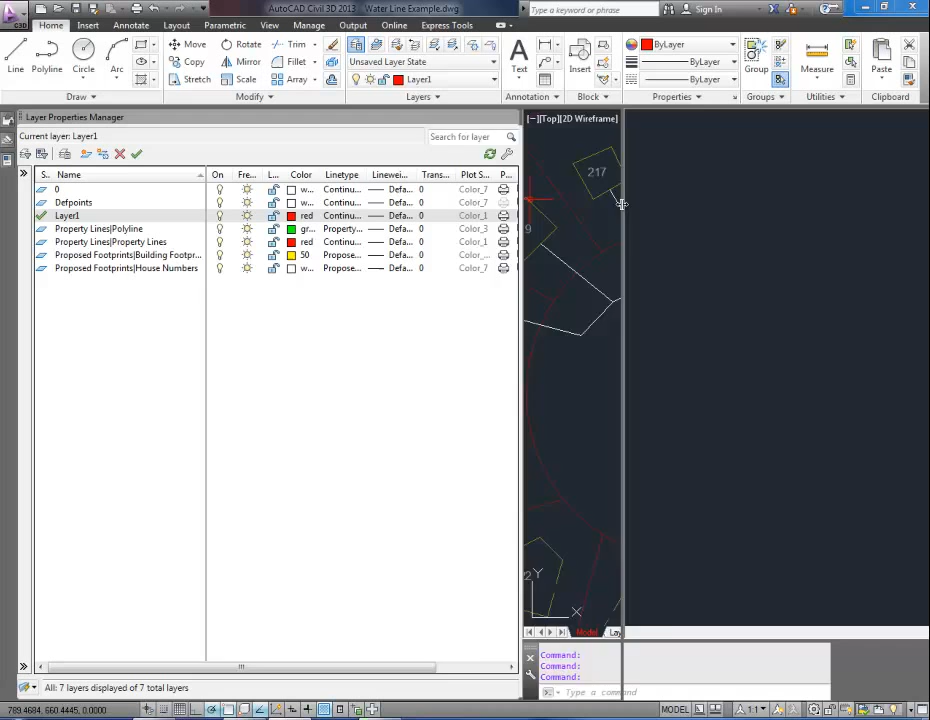 AutoCAD Civil 3D 2013 Water Line Example.dwg
Type a keyword or phrase
Sign In
C3D
Home Insert Annotate Layout Parametric View Manage Output Online Express Tools
Line Polyline Circle Arc
Move Rotate Trim
Copy Mirror Fillet
Stretch Scale Array
Unsaved Layer State
Layer1
Text Insert
ByLayer
ByLayer
ByLayer
Group Measure Paste
Draw Modify Layers Annotation Block Properties Groups Utilities Clipboard
Layer Properties Manager
Current layer: Layer1
Search for layer
S.. Name On Fre... L... Color Linetype Linewei... Trans... Plot S... P...
0 w... Continu... Defa... 0 Color_7
Defpoints w... Continu... Defa... 0 Color_7
Layer1 red Continu... Defa... 0 Color_1
Property Lines|Polyline gr... Property... Defa... 0 Color_3
Property Lines|Property Lines red Continu... Defa... 0 Color_1
Proposed Footprints|Building Footpr... 50 Propose... Defa... 0 Color_...
Proposed Footprints|House Numbers w... Propose... Defa... 0 Color_7
[−][Top][2D Wireframe]
217
9
2
Y
X
Model Lay
Command:
Command:
Command:
Type a command
All: 7 layers displayed of 7 total layers
789.4684, 660.4445, 0.0000
MODEL
1:1